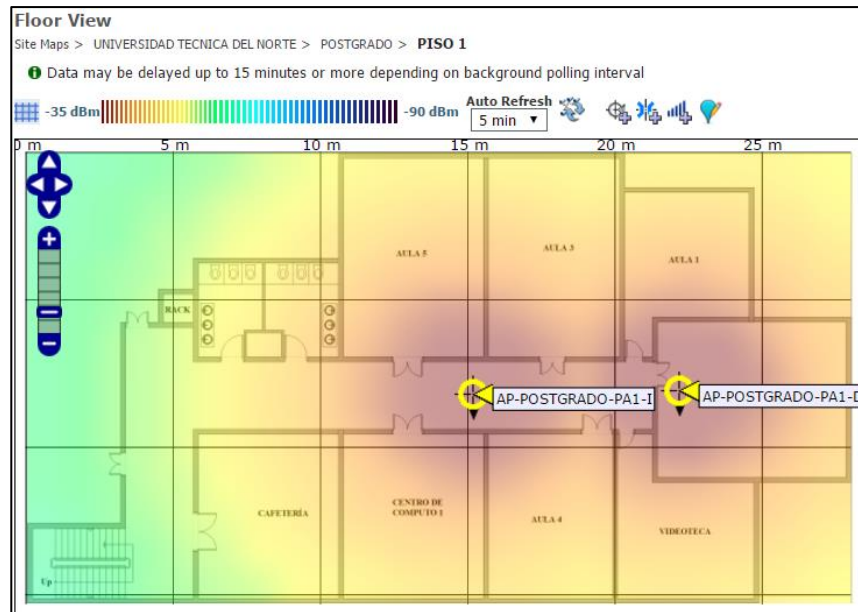 Floor View
Site Maps > UNIVERSIDAD TECNICA DEL NORTE > POSTGRADO > PISO 1
Data may be delayed up to 15 minutes or more depending on background polling interval
-35 dBm
-90 dBm
Auto Refresh
5 min
0 m
5 m
10 m
15 m
20 m
25 m
AULA 5
AULA 3
AULA 1
RACK
AP-POSTGRADO-PA1-I
AP-POSTGRADO-PA1-D
CAFETERÍA
CENTRO DE
COMPUTO 1
AULA 4
VIDEOTECA
Up